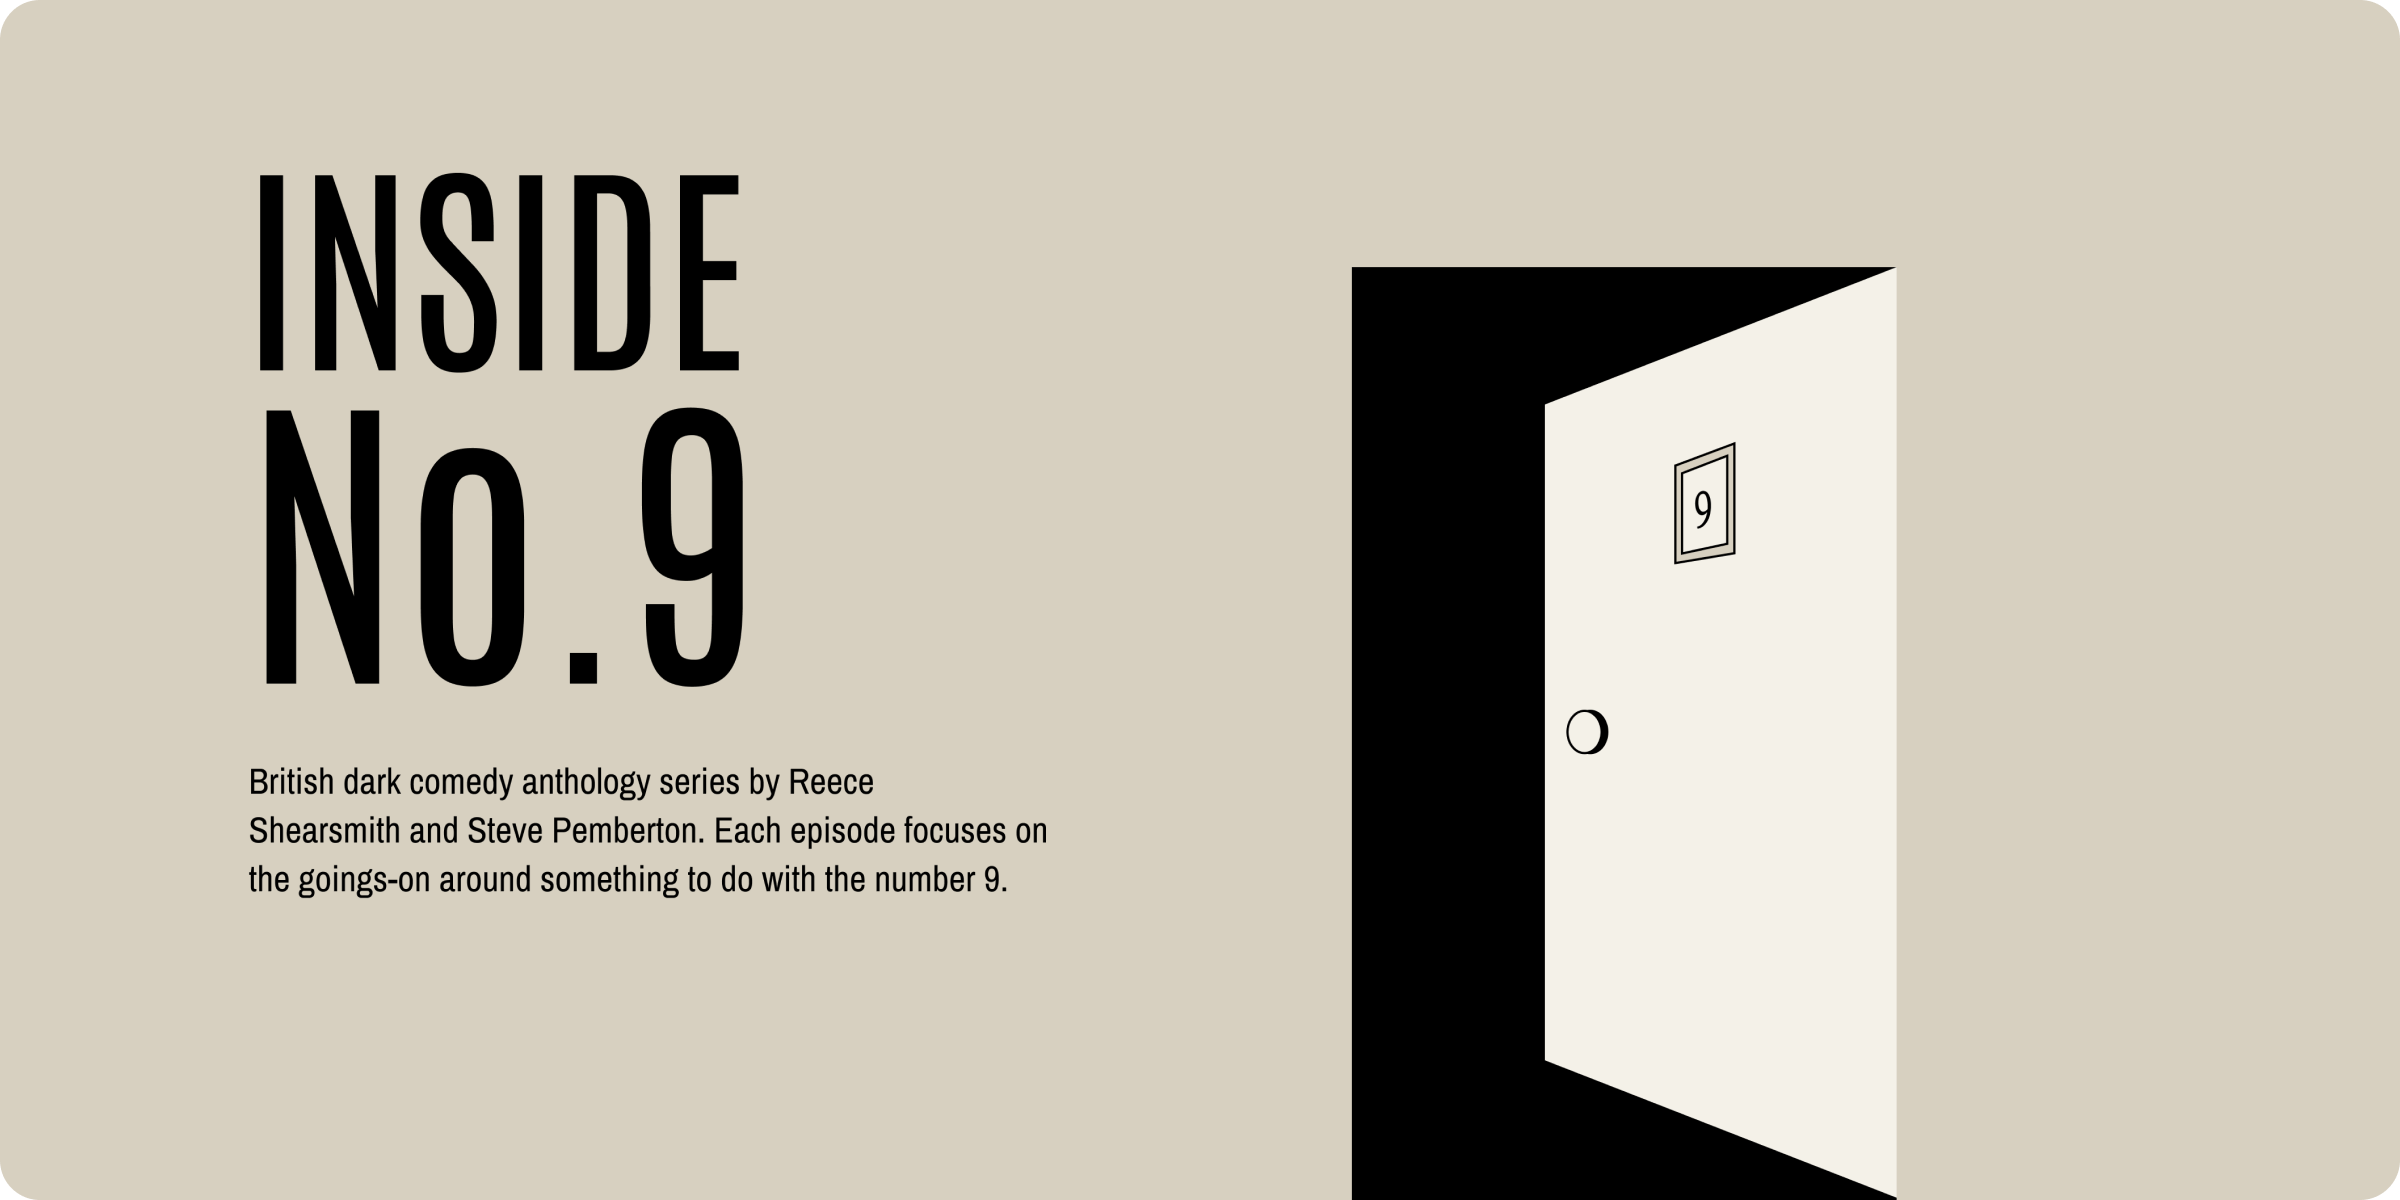 INSIDE
No.9
British dark comedy anthology series by Reece
Shearsmith and Steve Pemberton. Each episode focuses on
the goings-on around something to do with the number 9.
9